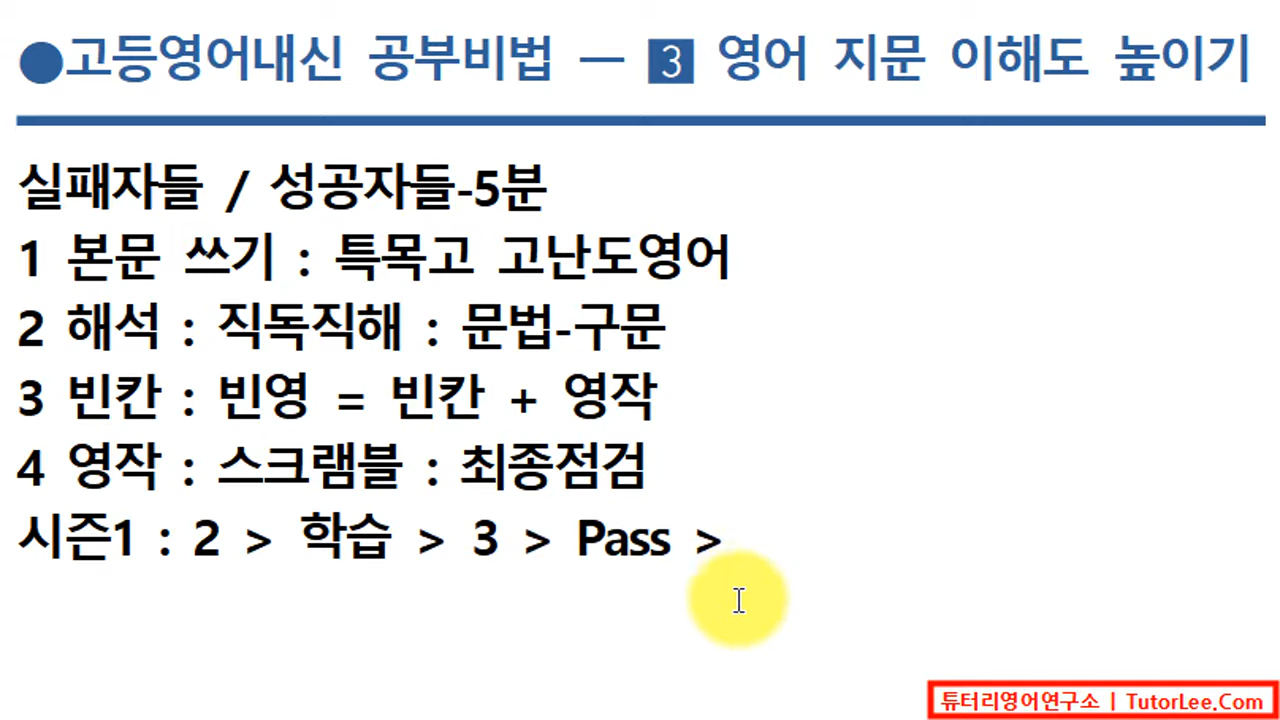 ●고등영어내신 공부비법 ― 3 영어 지문 이해도 높이기
실패자들 / 성공자들-5분
1 본문 쓰기 : 특목고 고난도영어
2 해석 : 직독직해 : 문법-구문
3 빈칸 : 빈영 = 빈칸 + 영작
4 영작 : 스크램블 : 최종점검
시즌1 : 2 > 학습 > 3 > Pass >
튜터리영어연구소 | TutorLee.Com